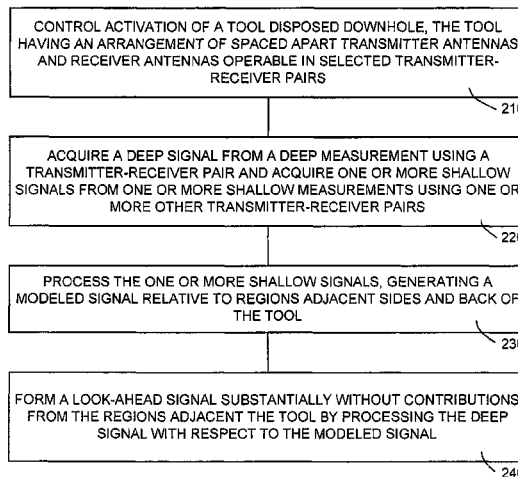 CONTROL ACTIVATION OF A TOOL DISPOSED DOWNHOLE, THE TOOL
HAVING AN ARRANGEMENT OF SPACED APART TRANSMITTER ANTENNAS
AND RECEIVER ANTENNAS OPERABLE IN SELECTED TRANSMITTER-
RECEIVER PAIRS
210
ACQUIRE A DEEP SIGNAL FROM A DEEP MEASUREMENT USING A
TRANSMITTER-RECEIVER PAIR AND ACQUIRE ONE OR MORE SHALLOW
SIGNALS FROM ONE OR MORE SHALLOW MEASUREMENTS USING ONE OR
MORE OTHER TRANSMITTER-RECEIVER PAIRS
220
PROCESS THE ONE OR MORE SHALLOW SIGNALS, GENERATING A
MODELED SIGNAL RELATIVE TO REGIONS ADJACENT SIDES AND BACK OF
THE TOOL
230
FORM A LOOK-AHEAD SIGNAL SUBSTANTIALLY WITHOUT CONTRIBUTIONS
FROM THE REGIONS ADJACENT THE TOOL BY PROCESSING THE DEEP
SIGNAL WITH RESPECT TO THE MODELED SIGNAL
240